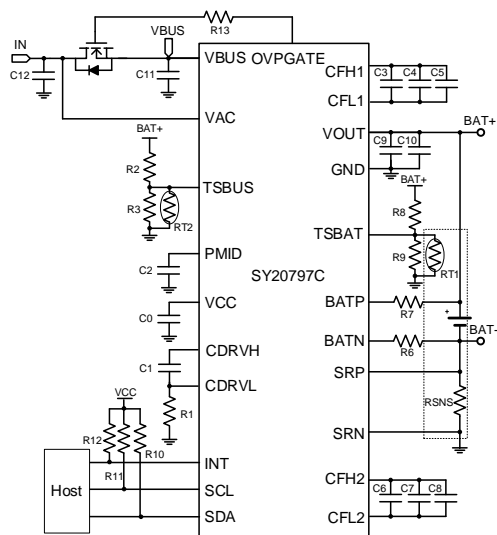 R13
VBUS
IN
VBUS
OVPGATE
C12
C11
CFH1
C3
C4
C5
CFL1
VAC
VOUT
BAT+
C9
C10
BAT+
R2
GND
TSBUS
BAT+
R3
R8
RT2
TSBAT
R9
RT1
PMID
SY20797C
C2
BATP
R7
+
VCC
C0
BATN
R6
BAT-
CDRVH
C1
SRP
CDRVL
RSNS
R1
VCC
SRN
R12
R11
R10
INT
CFH2
Host
SCL
C6
C7
C8
SDA
CFL2